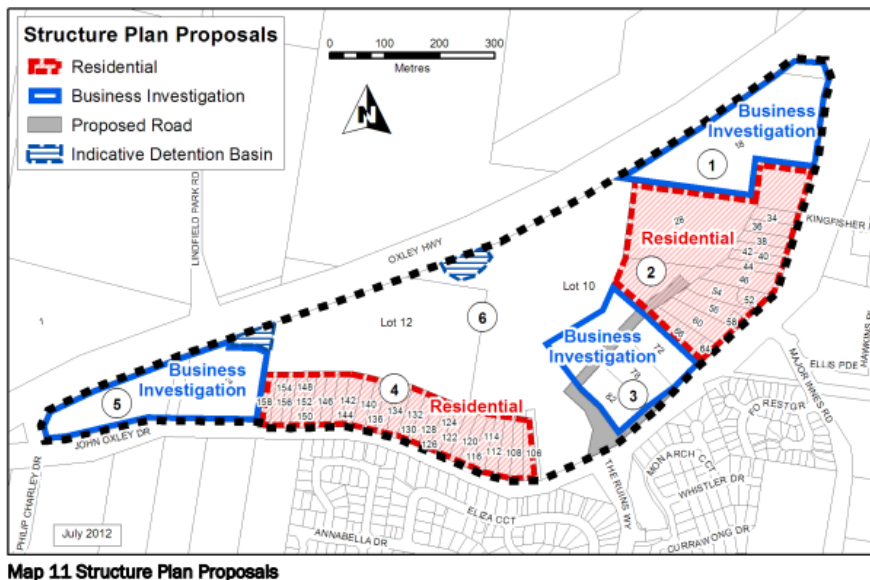 Structure Plan Proposals
Residential
Business Investigation
Proposed Road
Indicative Detention Basin
0 100 200 300
Metres
N
LINDFIELD PARK RD
OXLEY HWY
Business
Investigation
18
1
KINGFISHER R
28
34
36
38
42 40
44
46
Residential
2
54
52
56
58
60
66
64
Lot 10
6
Lot 12
1
Business
Investigation
72
78
82
3
HAWKINS P
ELLIS PDE
MAJOR INNES RD
Business
Investigation
5
4
Residential
154 148
158 156 152 146 142 140 134 132 124
150 144 136 130 128 122 120 114
126 116 112 108 106
JOHN OXLEY DR
PHILIP CHARLEY DR
THE RUINS WY
MONARCH CCT
FO RESTGR
WHISTLER DR
CURRAWONG DR
ELIZA CCT
ANNABELLA DR
July 2012
Map 11 Structure Plan Proposals